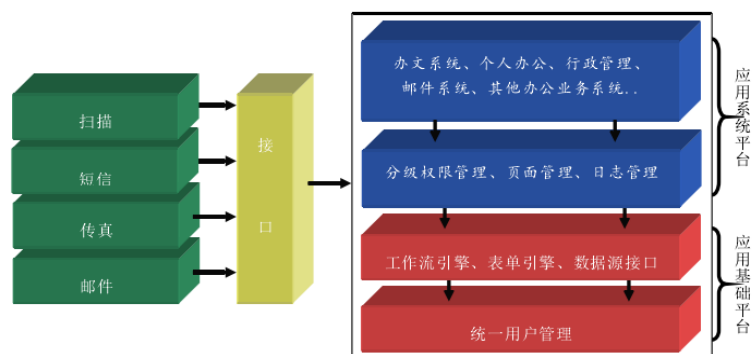 扫描
短信
传真
邮件
接
口
办文系统、个人办公、行政管理、
邮件系统、其他办公业务系统..
分级权限管理、页面管理、日志管理
工作流引擎、表单引擎、数据源接口
统一用户管理
应用系统平台
应用基础平台